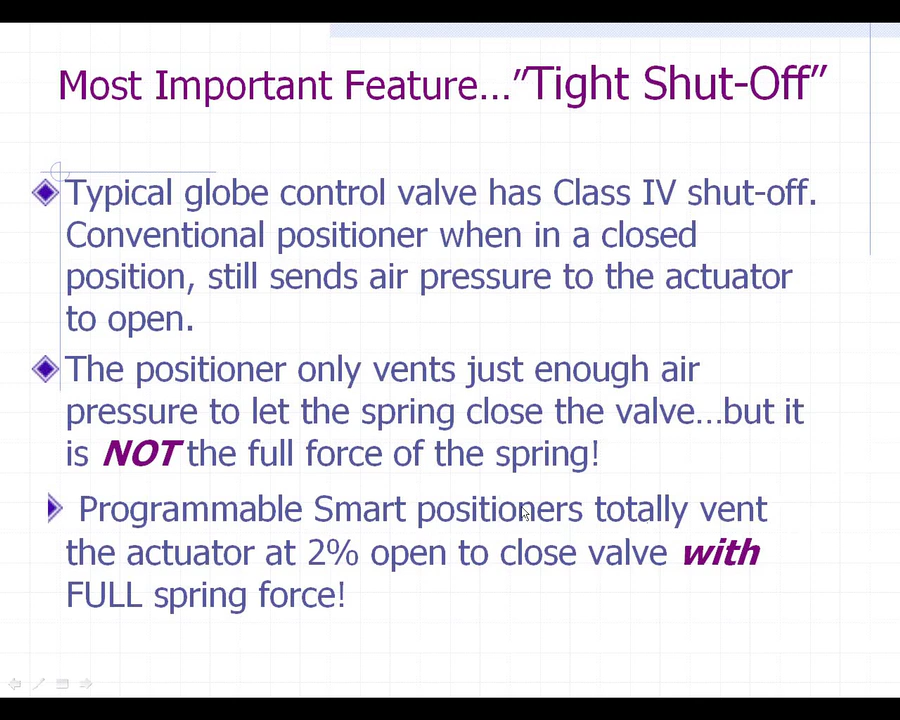 Most Important Feature…”Tight Shut-Off”
Typical globe control valve has Class IV shut-off.
Conventional positioner when in a closed
position, still sends air pressure to the actuator
to open.
The positioner only vents just enough air
pressure to let the spring close the valve…but it
is NOT the full force of the spring!
Programmable Smart positioners totally vent
the actuator at 2% open to close valve with
FULL spring force!